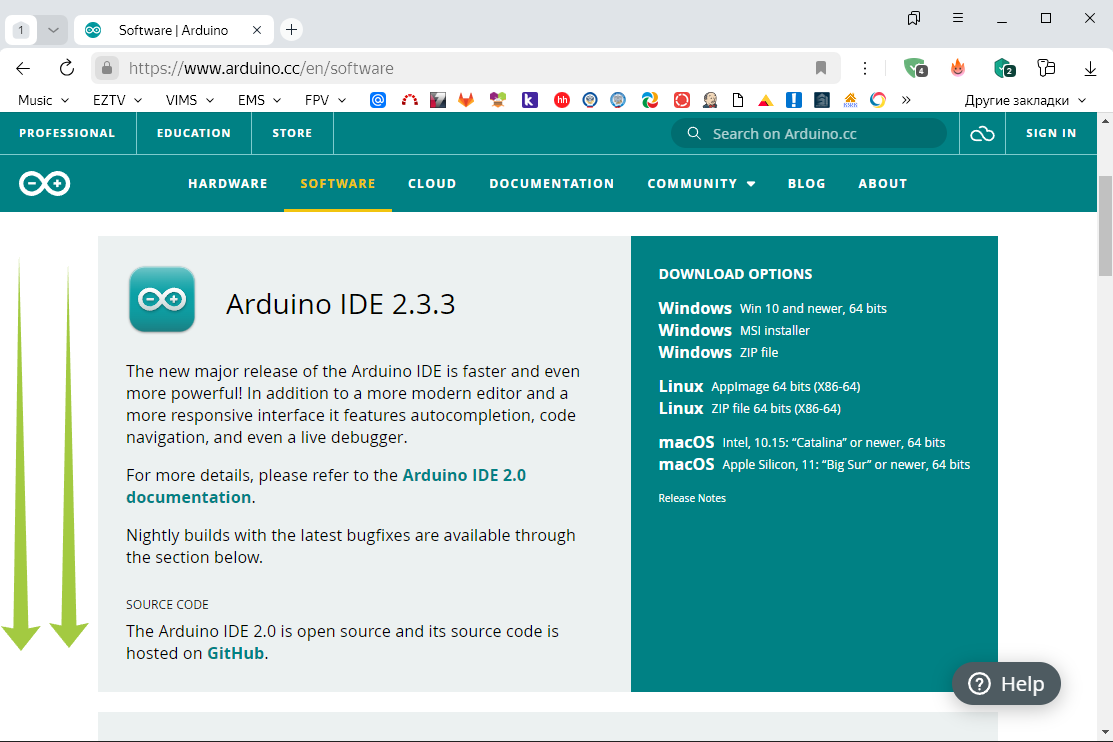 1
Software | Arduino
https://www.arduino.cc/en/software
4
2
Music
EZTV
VIMS
EMS
FPV
Другие закладки
PROFESSIONAL
EDUCATION
STORE
Search on Arduino.cc
SIGN IN
HARDWARE
SOFTWARE
CLOUD
DOCUMENTATION
COMMUNITY
BLOG
ABOUT
Arduino IDE 2.3.3
The new major release of the Arduino IDE is faster and even
more powerful! In addition to a more modern editor and a
more responsive interface it features autocompletion, code
navigation, and even a live debugger.
For more details, please refer to the Arduino IDE 2.0
documentation.
Nightly builds with the latest bugfixes are available through
the section below.
SOURCE CODE
The Arduino IDE 2.0 is open source and its source code is
hosted on GitHub.
DOWNLOAD OPTIONS
Windows Win 10 and newer, 64 bits
Windows MSI installer
Windows ZIP file
Linux AppImage 64 bits (X86-64)
Linux ZIP file 64 bits (X86-64)
macOS Intel, 10.15: “Catalina” or newer, 64 bits
macOS Apple Silicon, 11: “Big Sur” or newer, 64 bits
Release Notes
Help